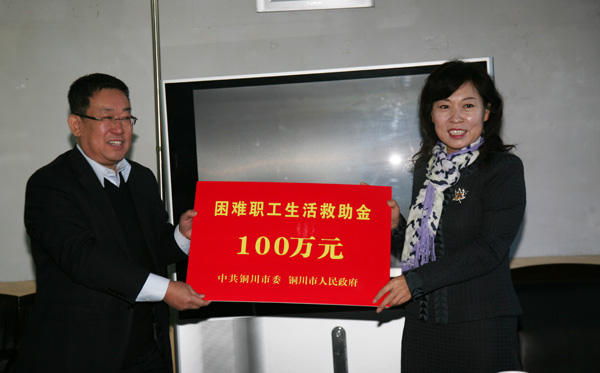 困难职工生活救助金
100万元
中共铜川市委 铜川市人民政府